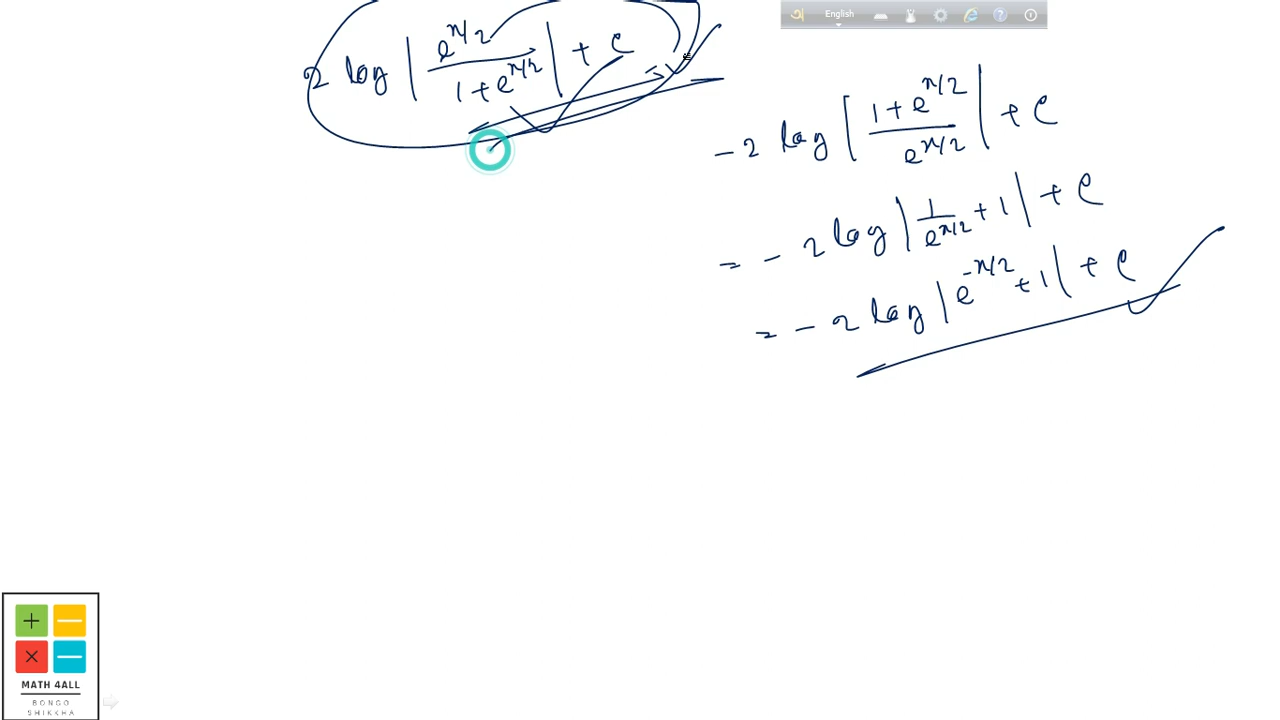 2 log | e^{x/2} / 1 + e^{x/2} | + c
English
- 2 log | 1 + e^{x/2} / e^{x/2} | + c
= - 2 log | 1 / e^{x/2} + 1 | + c
= - 2 log | e^{-x/2} + 1 | + c
MATH 4ALL
BONGO
SHIKKHA